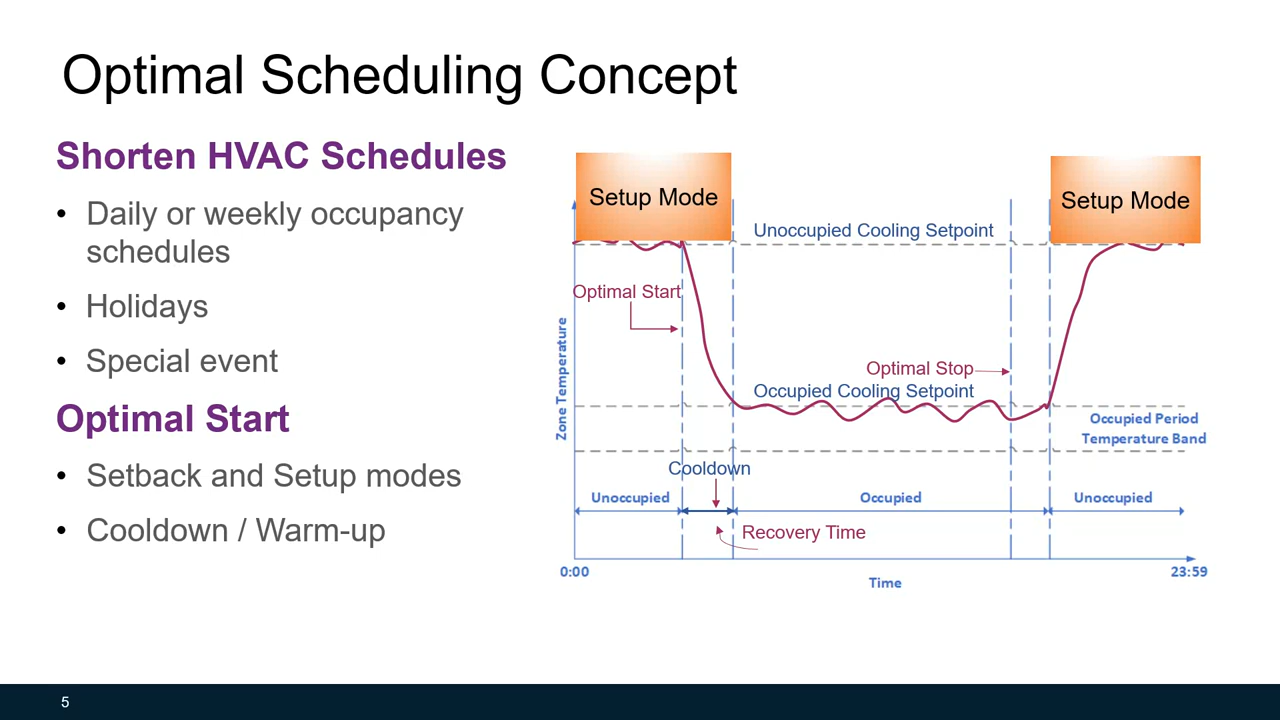 Optimal Scheduling Concept
Shorten HVAC Schedules
• Daily or weekly occupancy
schedules
• Holidays
• Special event
Optimal Start
• Setback and Setup modes
• Cooldown / Warm-up
Setup Mode
Setup Mode
Unoccupied Cooling Setpoint
Optimal Start
Optimal Stop
Occupied Cooling Setpoint
Zone Temperature
Occupied Period
Temperature Band
Cooldown
Unoccupied
Occupied
Unoccupied
Recovery Time
0:00
23:59
Time
5